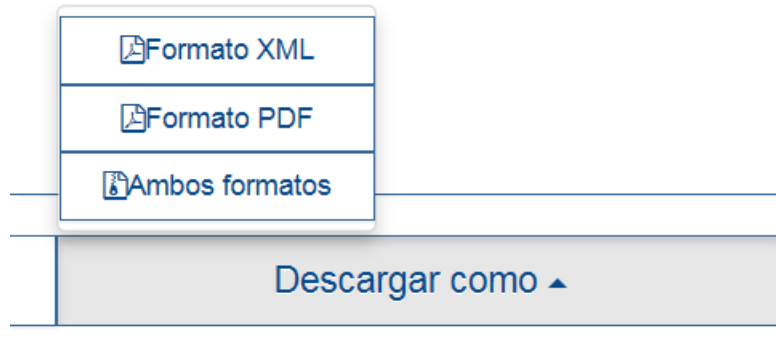 Formato XML
Formato PDF
Ambos formatos
Descargar como